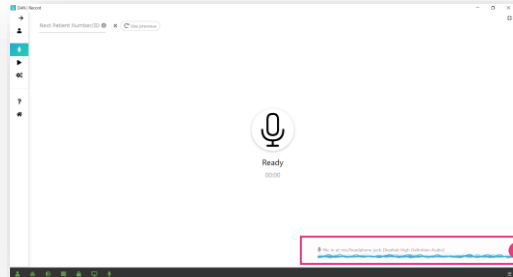 Record
Next Patient Number/ID
Use previous
Ready
00:00
Mic in at mic/headphone jack (Realtek High Definition Audio)